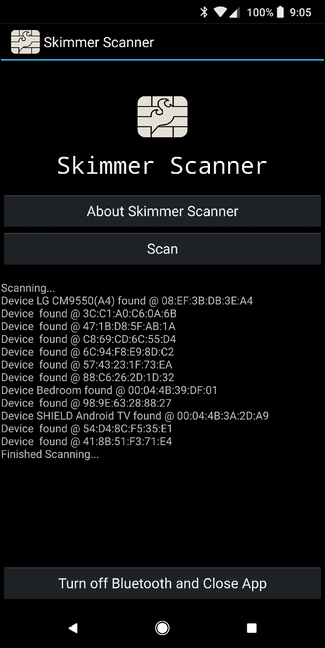 100% 9:05
Skimmer Scanner
Skimmer Scanner
About Skimmer Scanner
Scan
Scanning...
Device LG CM9550(A4) found @ 08:EF:3B:DB:3E:A4
Device  found @ 3C:C1:A0:C6:0A:6B
Device  found @ 47:1B:D8:5F:AB:1A
Device  found @ C8:69:CD:6C:55:D4
Device  found @ 6C:94:F8:E9:8D:C2
Device  found @ 57:43:23:1F:73:EA
Device  found @ 88:C6:26:2D:1D:32
Device Bedroom found @ 00:04:4B:39:DF:01
Device  found @ 98:9E:63:28:88:27
Device SHIELD Android TV found @ 00:04:4B:3A:2D:A9
Device  found @ 54:D4:8C:F5:35:E1
Device  found @ 41:8B:51:F3:71:E4
Finished Scanning...
Turn off Bluetooth and Close App